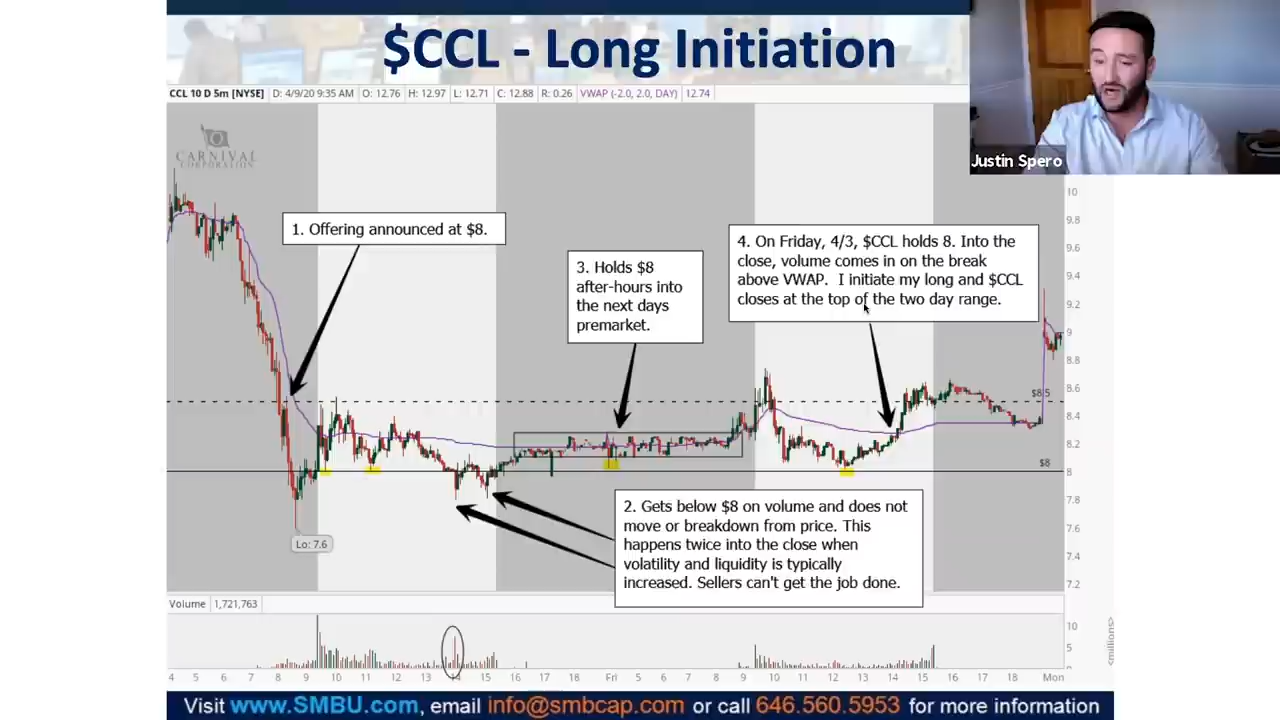 $CCL - Long Initiation
CCL 10 D 5m [NYSE] D: 4/9/20 9:35 AM O: 12.76 H: 12.97 L: 12.71 C: 12.88 R: 0.26 VWAP (-2.0, 2.0, DAY) 12.74
Justin Spero
CARNIVAL
CORPORATION
1. Offering announced at $8.
3. Holds $8
after-hours into
the next days
premarket.
4. On Friday, 4/3, $CCL holds 8. Into the
close, volume comes in on the break
above VWAP. I initiate my long and $CCL
closes at the top of the two day range.
10
9.8
9.6
9.4
9.2
9
8.8
8.6
$8.5
8.4
8.2
$8
8
7.8
7.6
7.4
7.2
Lo: 7.6
2. Gets below $8 on volume and does not
move or breakdown from price. This
happens twice into the close when
volatility and liquidity is typically
increased. Sellers can't get the job done.
Volume 1,721,763
10
5
0
<millions>
4 5 6 7 8 9 10 11 12 13 14 15 16 17 18 Fri 5 6 7 8 9 10 11 12 13 14 15 16 17 18 Mon
Visit www.SMBU.com, email info@smbcap.com or call 646.560.5953 for more information